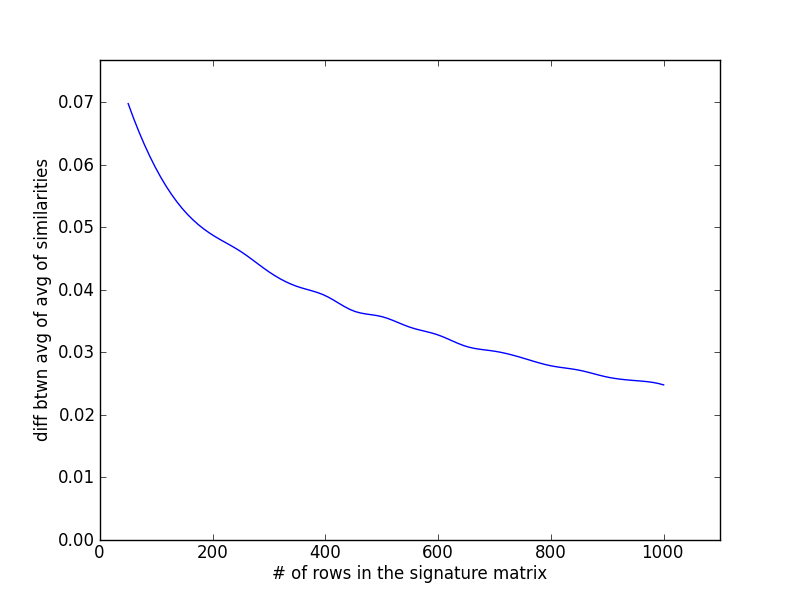 0.07
0.06
0.05
0.04
0.03
0.02
0.01
0.00
0 200 400 600 800 1000
diff btwn avg of avg of similarities
# of rows in the signature matrix